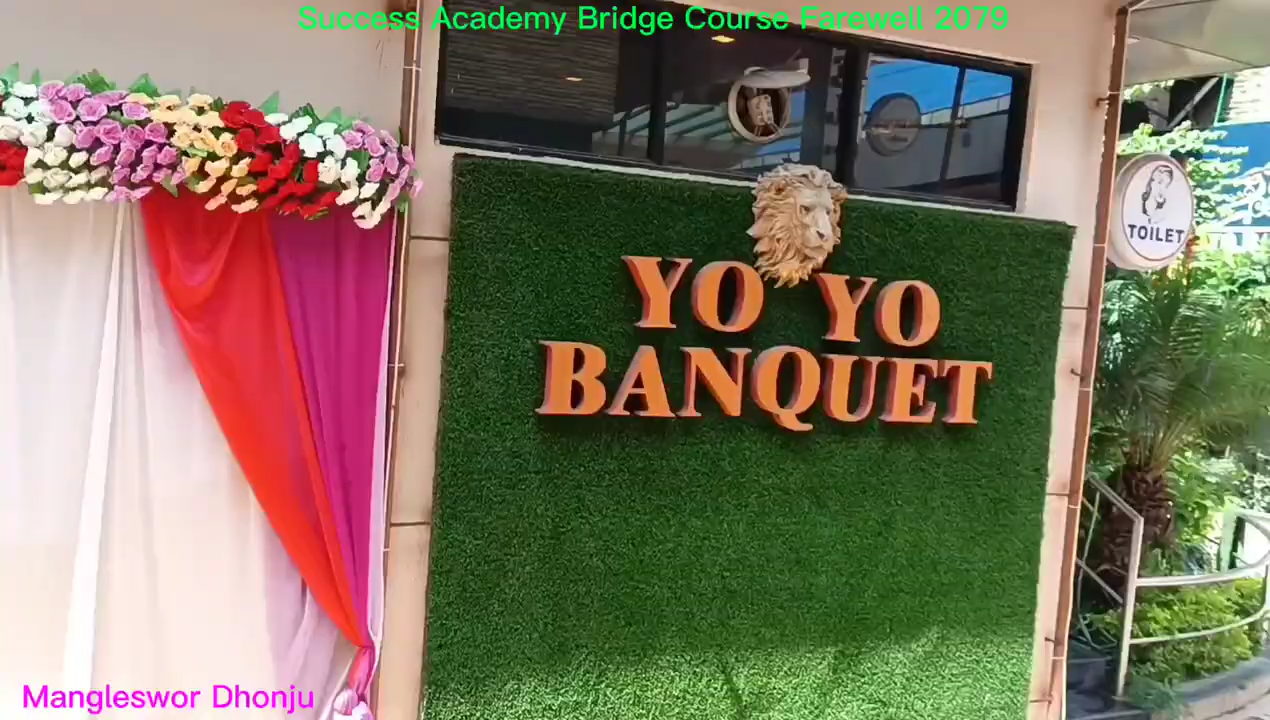 Success Academy Bridge Course Farewell 2079
YO YO
BANQUET
TOILET
Mangleswor Dhonju